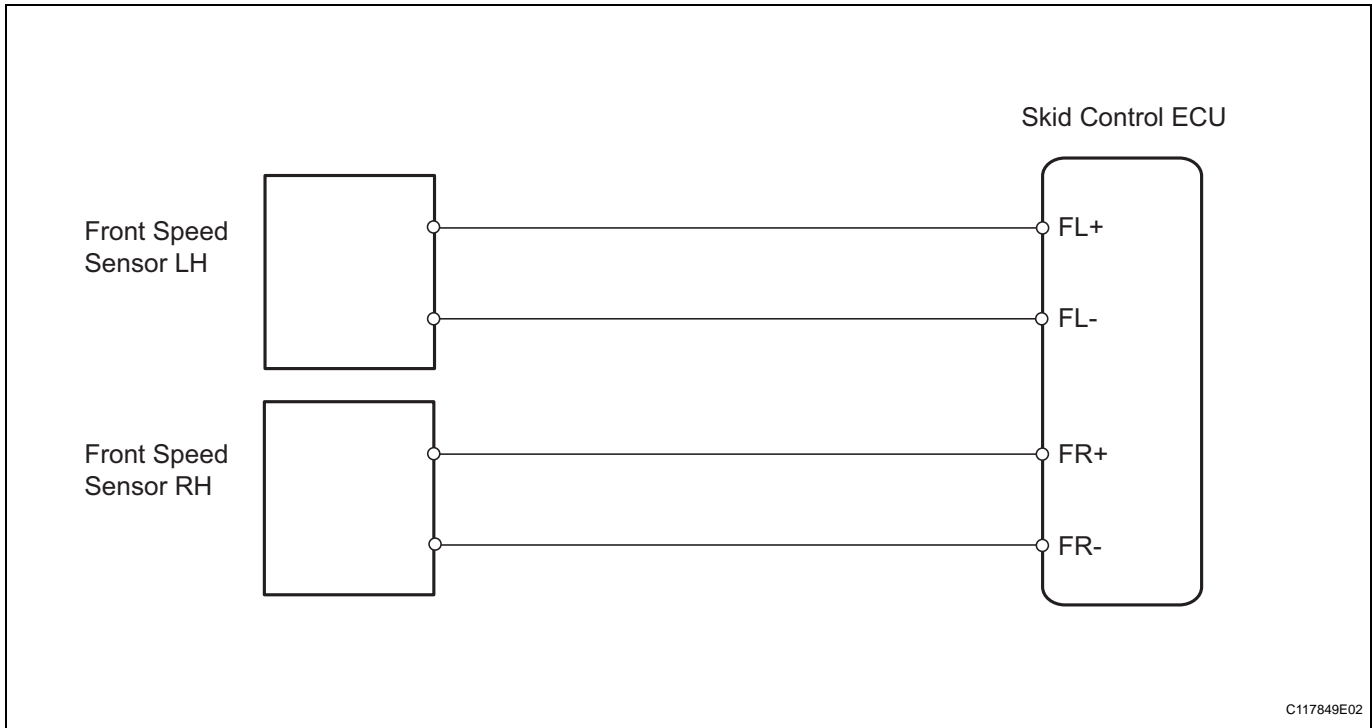 Skid Control ECU
Front Speed
Sensor LH
FL+
FL-
Front Speed
Sensor RH
FR+
FR-
C117849E02